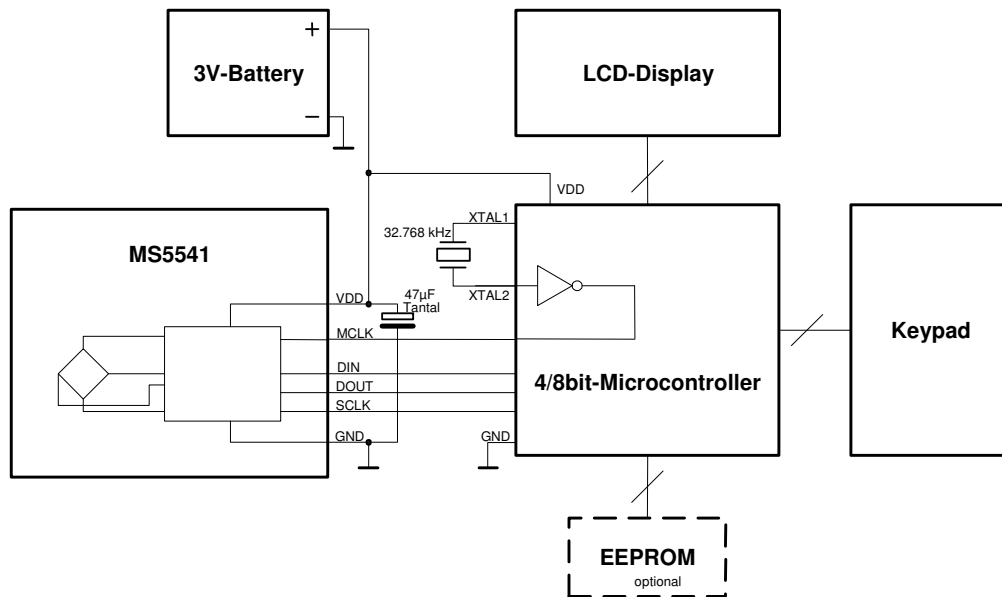 +
3V-Battery
−
LCD-Display
VDD
MS5541
XTAL1
32.768 kHz
XTAL2
VDD
47µF
Tantal
MCLK
DIN
DOUT
SCLK
GND
GND
4/8bit-Microcontroller
Keypad
EEPROM
optional